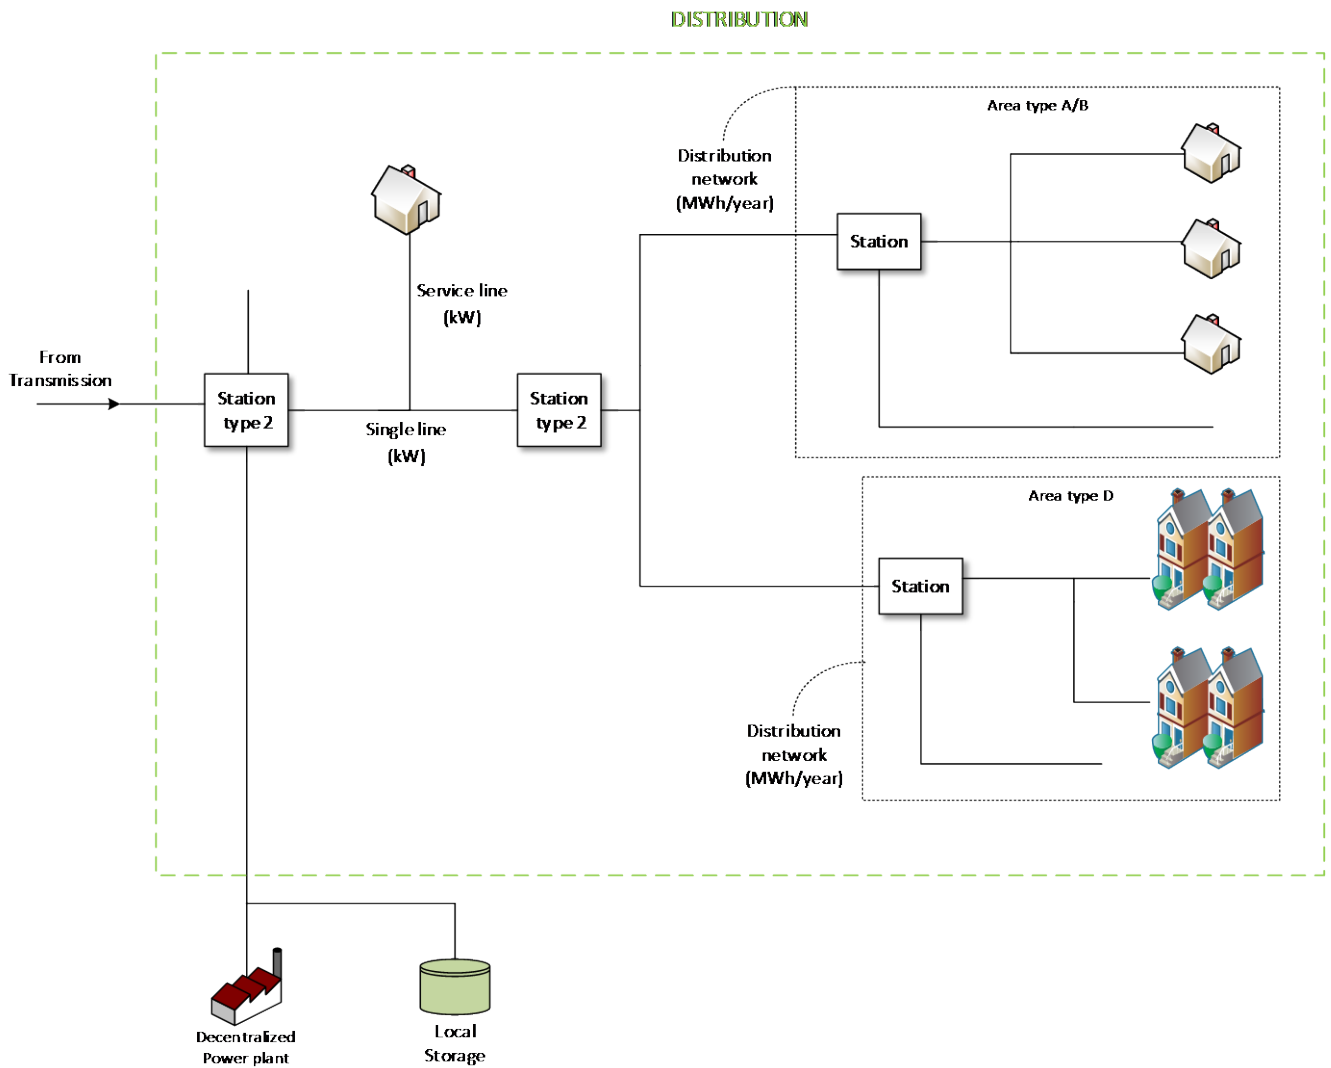 DISTRIBUTION
Area type A/B
Distribution
network
(MWh/year)
Station
Service line
(kW)
From
Transmission
Station
type 2
Single line
(kW)
Station
type 2
Area type D
Station
Distribution
network
(MWh/year)
Decentralized
Power plant
Local
Storage